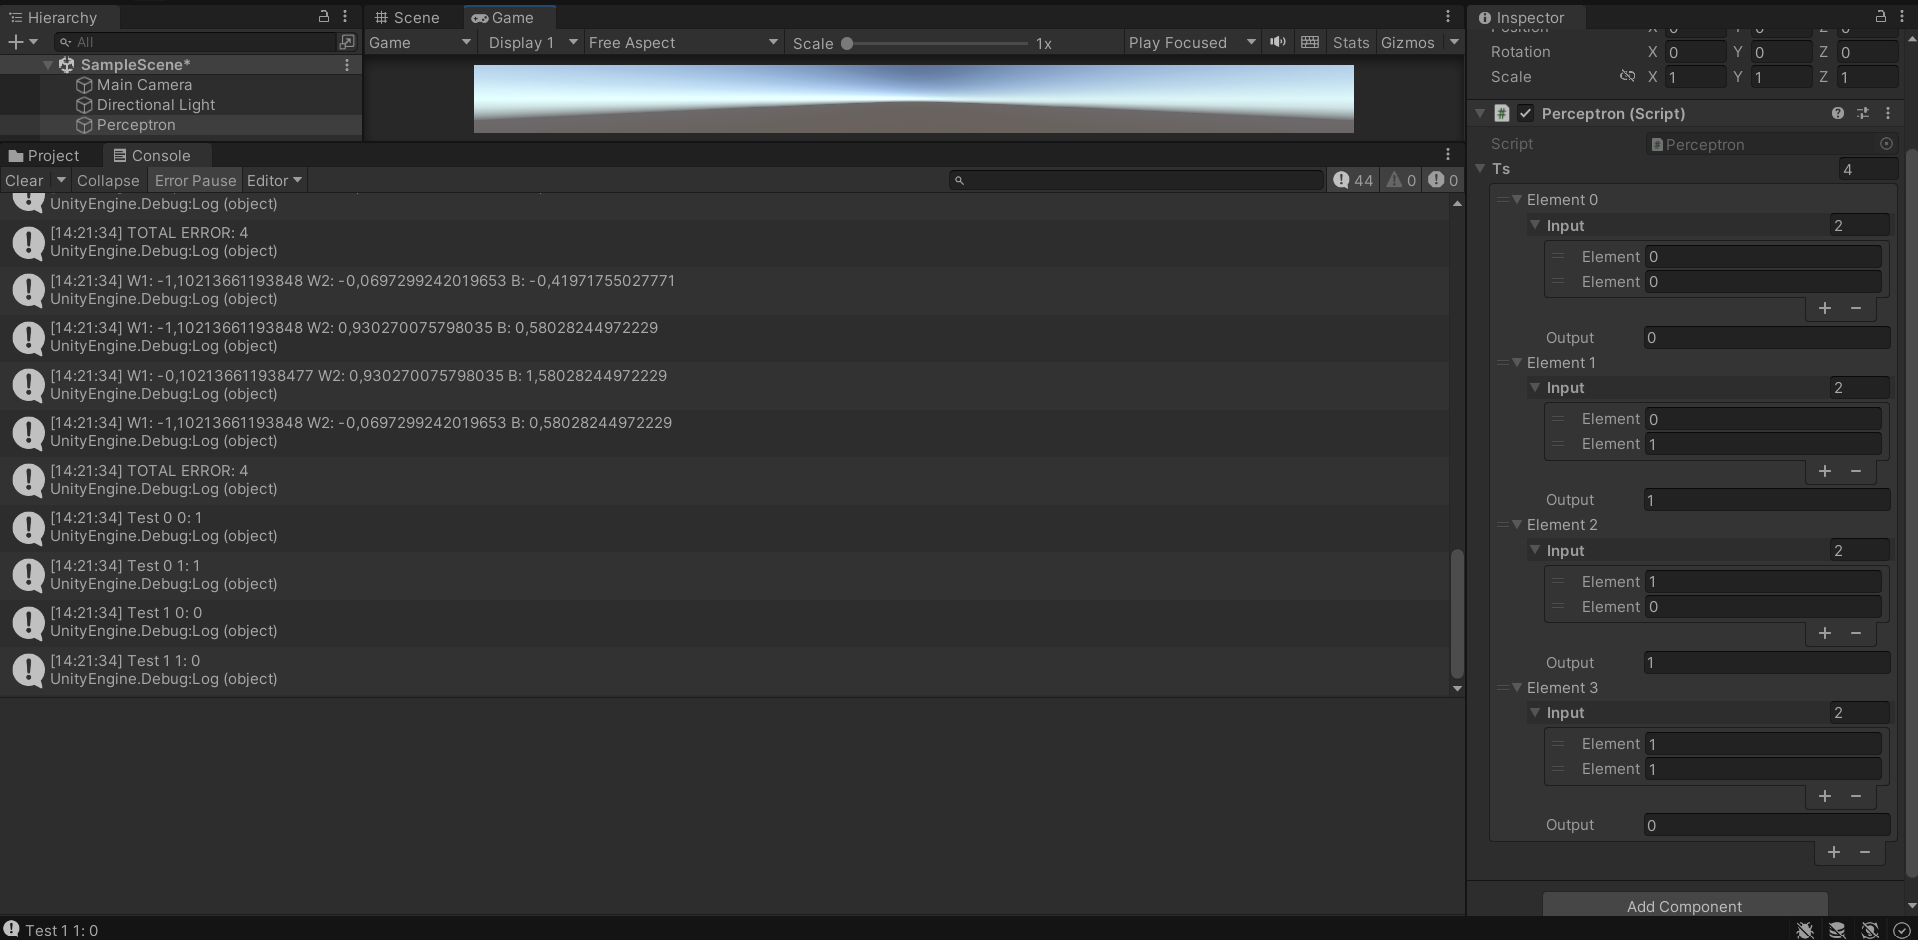 Hierarchy
All
SampleScene*
Main Camera
Directional Light
Perceptron
Scene
Game
Game
Display 1
Free Aspect
Scale
1x
Play Focused
Stats
Gizmos
Project
Console
Clear
Collapse
Error Pause
Editor
44
0
0
UnityEngine.Debug:Log (object)
[14:21:34] TOTAL ERROR: 4
UnityEngine.Debug:Log (object)
[14:21:34] W1: -1,10213661193848 W2: -0,0697299242019653 B: -0,41971755027771
UnityEngine.Debug:Log (object)
[14:21:34] W1: -1,10213661193848 W2: 0,930270075798035 B: 0,58028244972229
UnityEngine.Debug:Log (object)
[14:21:34] W1: -0,102136611938477 W2: 0,930270075798035 B: 1,58028244972229
UnityEngine.Debug:Log (object)
[14:21:34] W1: -1,10213661193848 W2: -0,0697299242019653 B: 0,58028244972229
UnityEngine.Debug:Log (object)
[14:21:34] TOTAL ERROR: 4
UnityEngine.Debug:Log (object)
[14:21:34] Test 0 0: 1
UnityEngine.Debug:Log (object)
[14:21:34] Test 0 1: 1
UnityEngine.Debug:Log (object)
[14:21:34] Test 1 0: 0
UnityEngine.Debug:Log (object)
[14:21:34] Test 1 1: 0
UnityEngine.Debug:Log (object)
Test 1 1: 0
Inspector
Position X 0 Y 0 Z 0
Rotation X 0 Y 0 Z 0
Scale X 1 Y 1 Z 1
# Perceptron (Script)
Script # Perceptron
Ts 4
Element 0
Input 2
Element 0
Element 0
+ −
Output 0
Element 1
Input 2
Element 0
Element 1
+ −
Output 1
Element 2
Input 2
Element 1
Element 0
+ −
Output 1
Element 3
Input 2
Element 1
Element 1
+ −
Output 0
+ −
Add Component